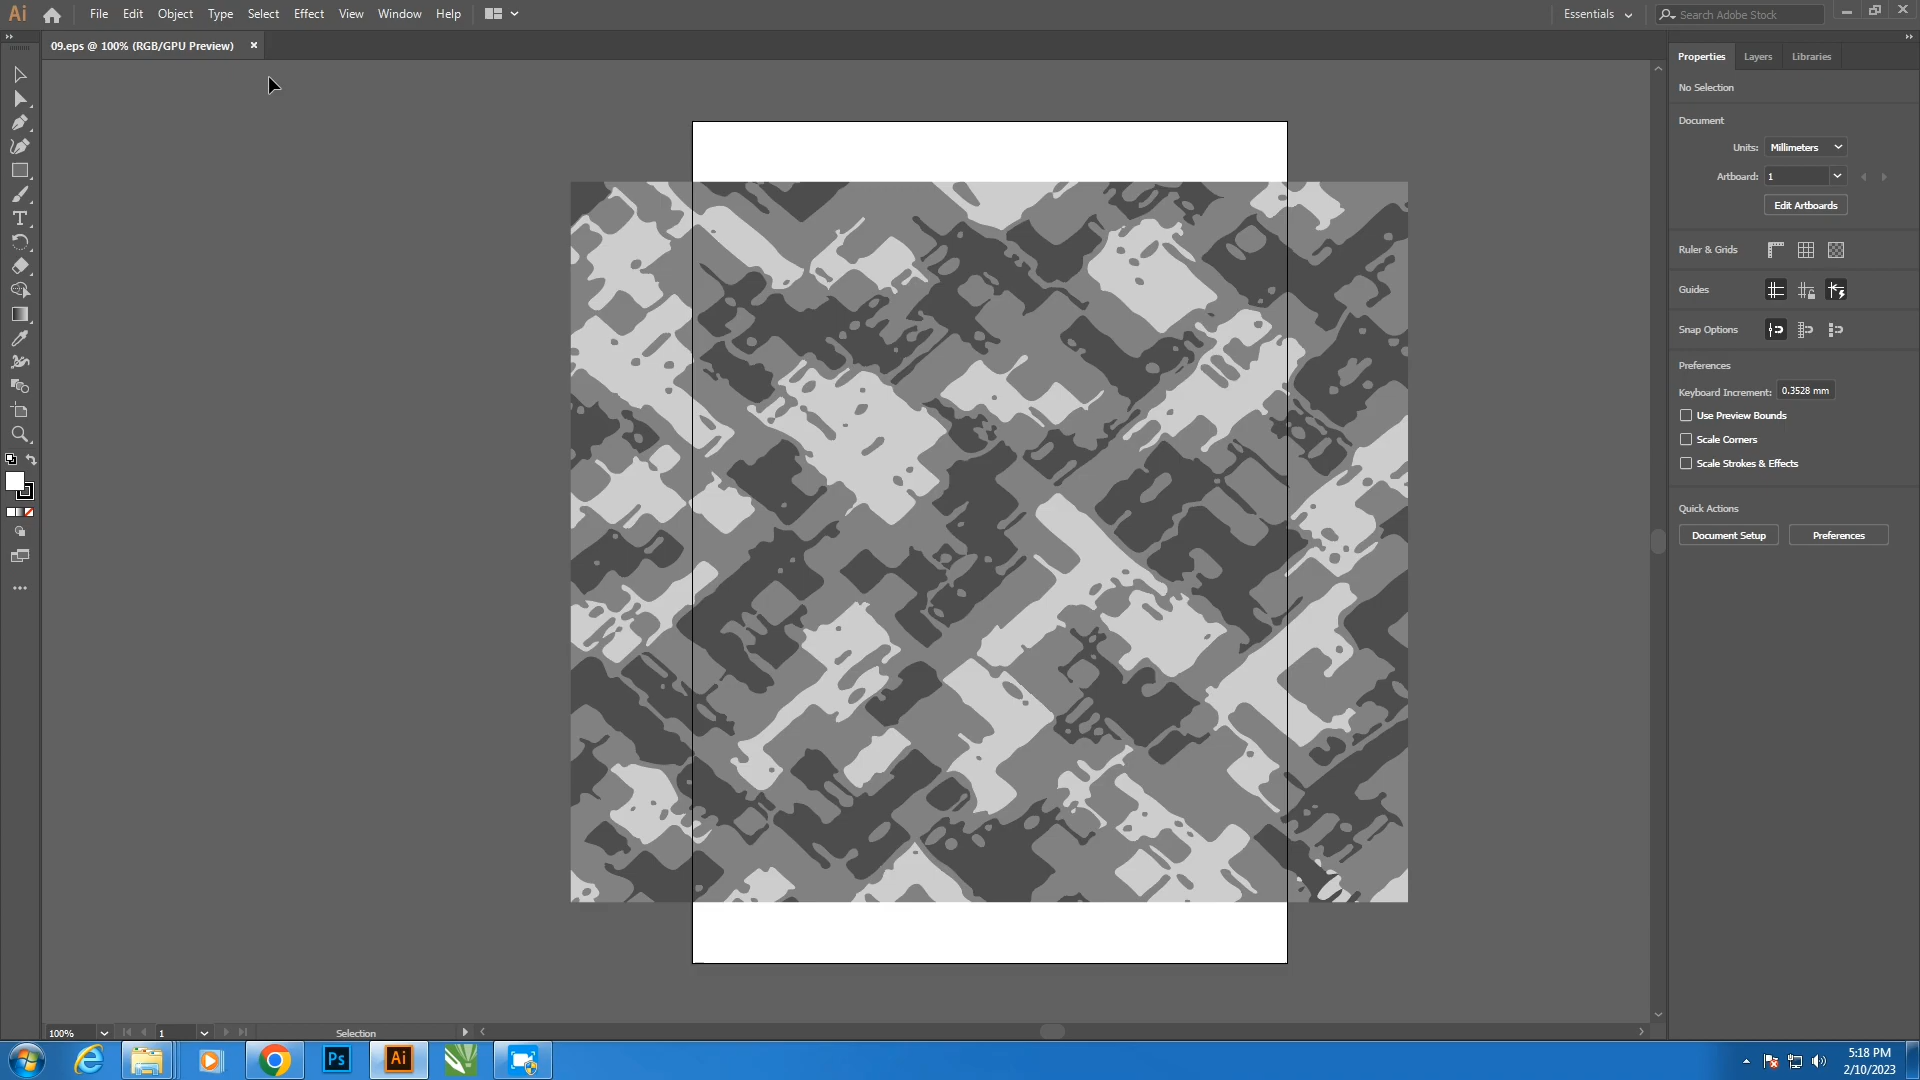 Ai File Edit Object Type Select Effect View Window Help Essentials Search Adobe Stock
09.eps @ 100% (RGB/GPU Preview)
Properties Layers Libraries
No Selection
Document
Units: Millimeters
Artboard: 1
Edit Artboards
Ruler & Grids
Guides
Snap Options
Preferences
Keyboard Increment: 0.3528 mm
Use Preview Bounds
Scale Corners
Scale Strokes & Effects
Quick Actions
Document Setup Preferences
100% 1 Selection
Ps Ai
5:18 PM
2/10/2023